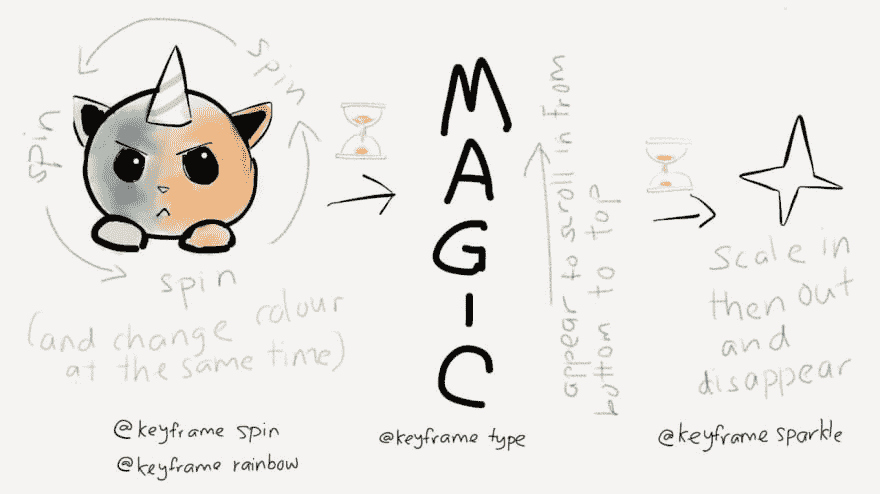 spin
spin
spin
(and change colour
at the same time)
@keyframe spin
@keyframe rainbow
M
A
G
I
C
appear to scroll in from
bottom to top
@keyframe type
scale in
then out
and
disappear
@keyframe sparkle